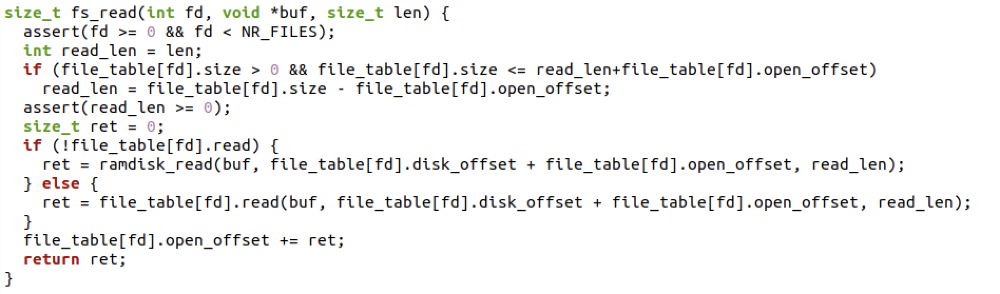 size_t fs_read(int fd, void *buf, size_t len) {
  assert(fd >= 0 && fd < NR_FILES);
  int read_len = len;
  if (file_table[fd].size > 0 && file_table[fd].size <= read_len+file_table[fd].open_offset)
    read_len = file_table[fd].size - file_table[fd].open_offset;
  assert(read_len >= 0);
  size_t ret = 0;
  if (!file_table[fd].read) {
    ret = ramdisk_read(buf, file_table[fd].disk_offset + file_table[fd].open_offset, read_len);
  } else {
    ret = file_table[fd].read(buf, file_table[fd].disk_offset + file_table[fd].open_offset, read_len);
  }
  file_table[fd].open_offset += ret;
  return ret;
}